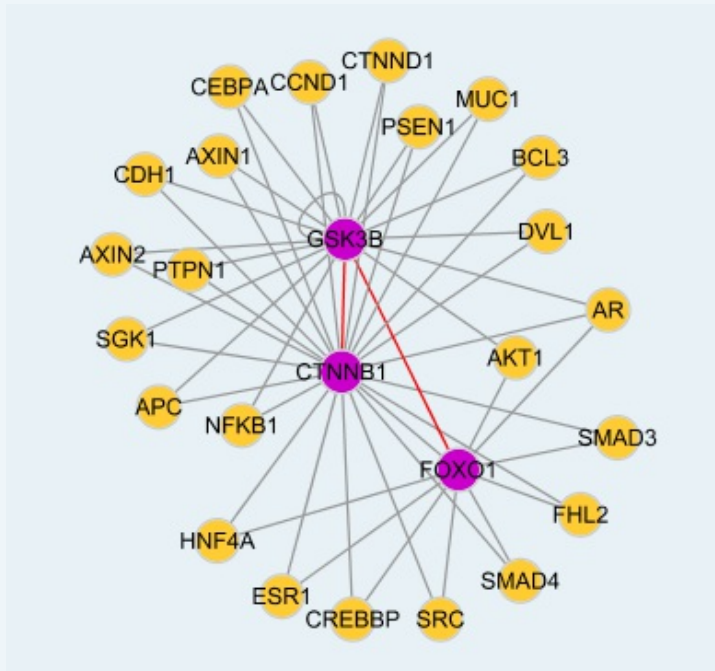 CTNND1
CEBPA
CCND1
MUC1
PSEN1
AXIN1
BCL3
CDH1
DVL1
GSK3B
AXIN2
PTPN1
AR
SGK1
AKT1
CTNNB1
APC
NFKB1
SMAD3
FOXO1
FHL2
HNF4A
SMAD4
ESR1
CREBBP
SRC